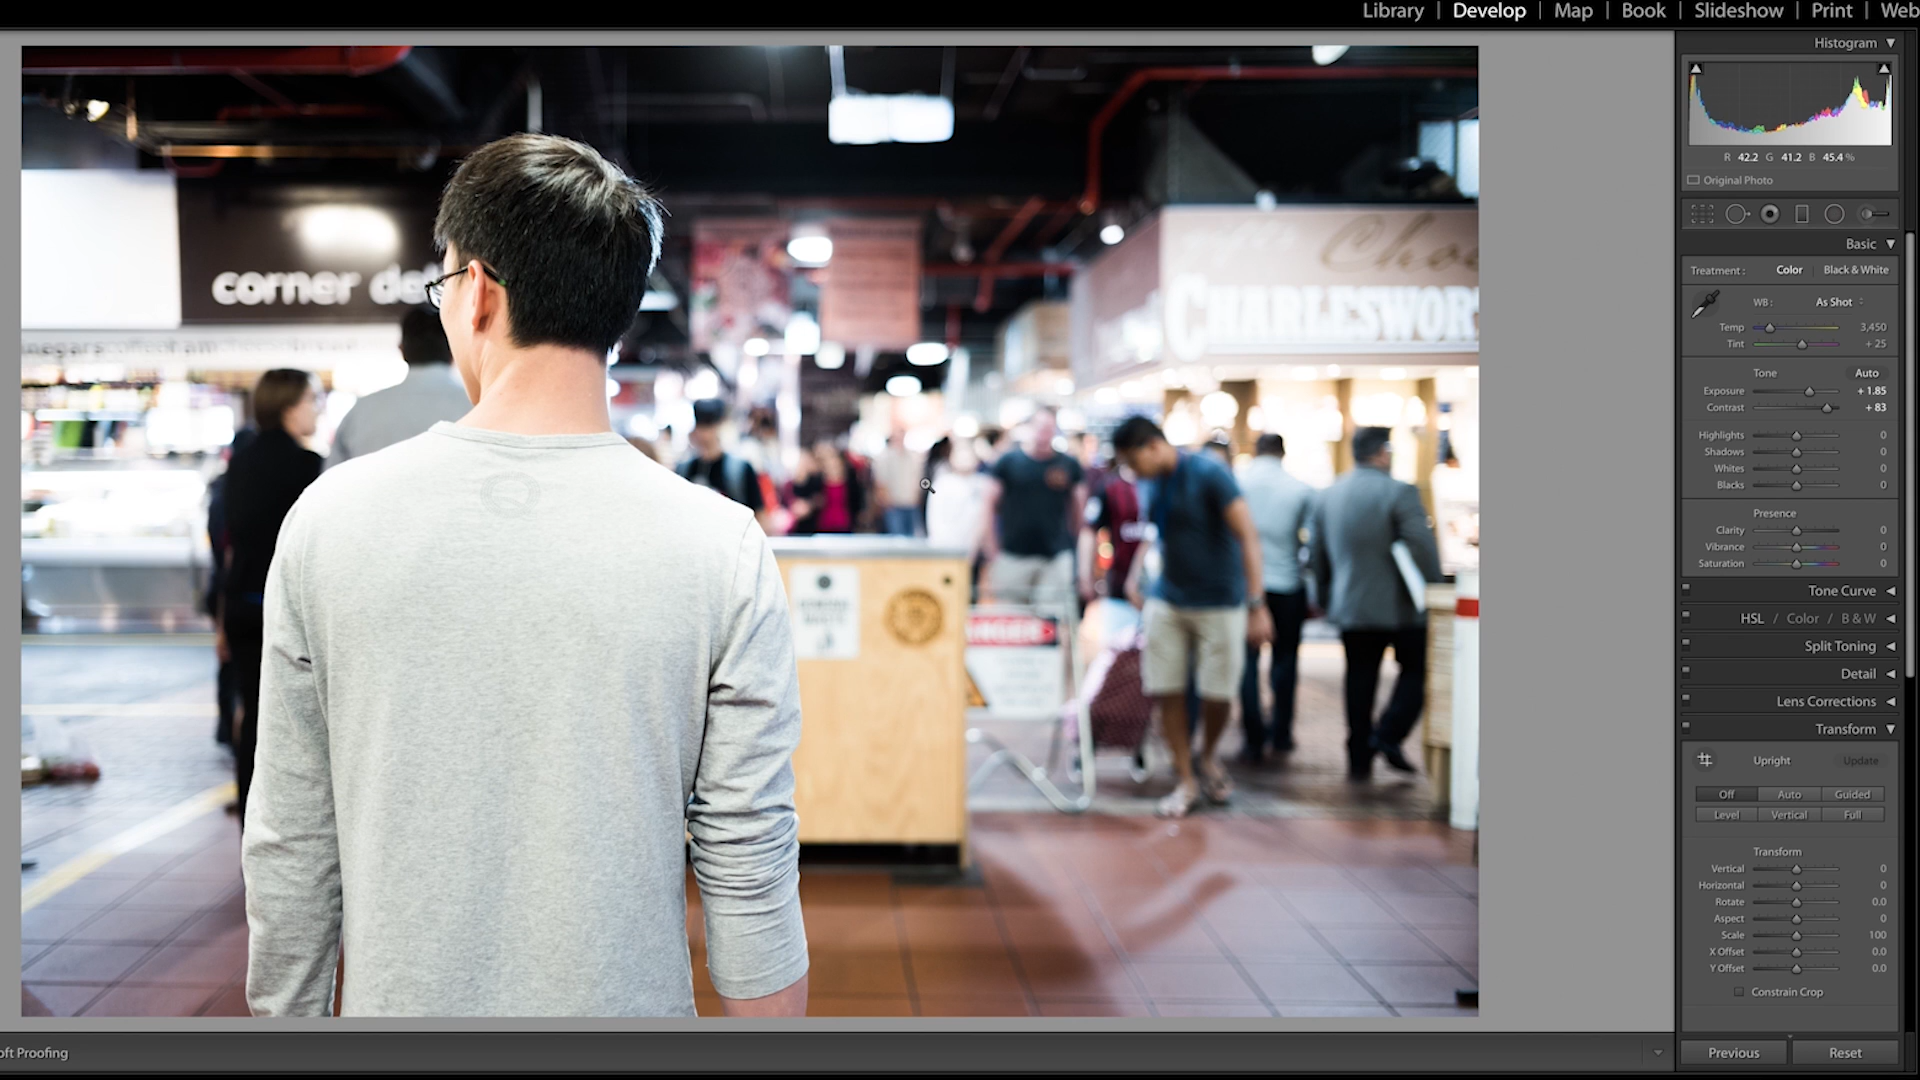 Library | Develop | Map | Book | Slideshow | Print | Web
Histogram
R 42.2 G 41.2 B 45.4 %
Original Photo
Basic
Treatment : Color Black & White
WB : As Shot
Temp 3,450
Tint + 25
Tone Auto
Exposure + 1.85
Contrast + 83
Highlights 0
Shadows 0
Whites 0
Blacks 0
Presence
Clarity 0
Vibrance 0
Saturation 0
Tone Curve
HSL / Color / B & W
Split Toning
Detail
Lens Corrections
Transform
Upright Update
Off Auto Guided
Level Vertical Full
Transform
Vertical 0
Horizontal 0
Rotate 0.0
Aspect 0
Scale 100
X Offset 0.0
Y Offset 0.0
Constrain Crop
Previous Reset
oft Proofing
corner del
Cho
CHARLESWOR
ANGER